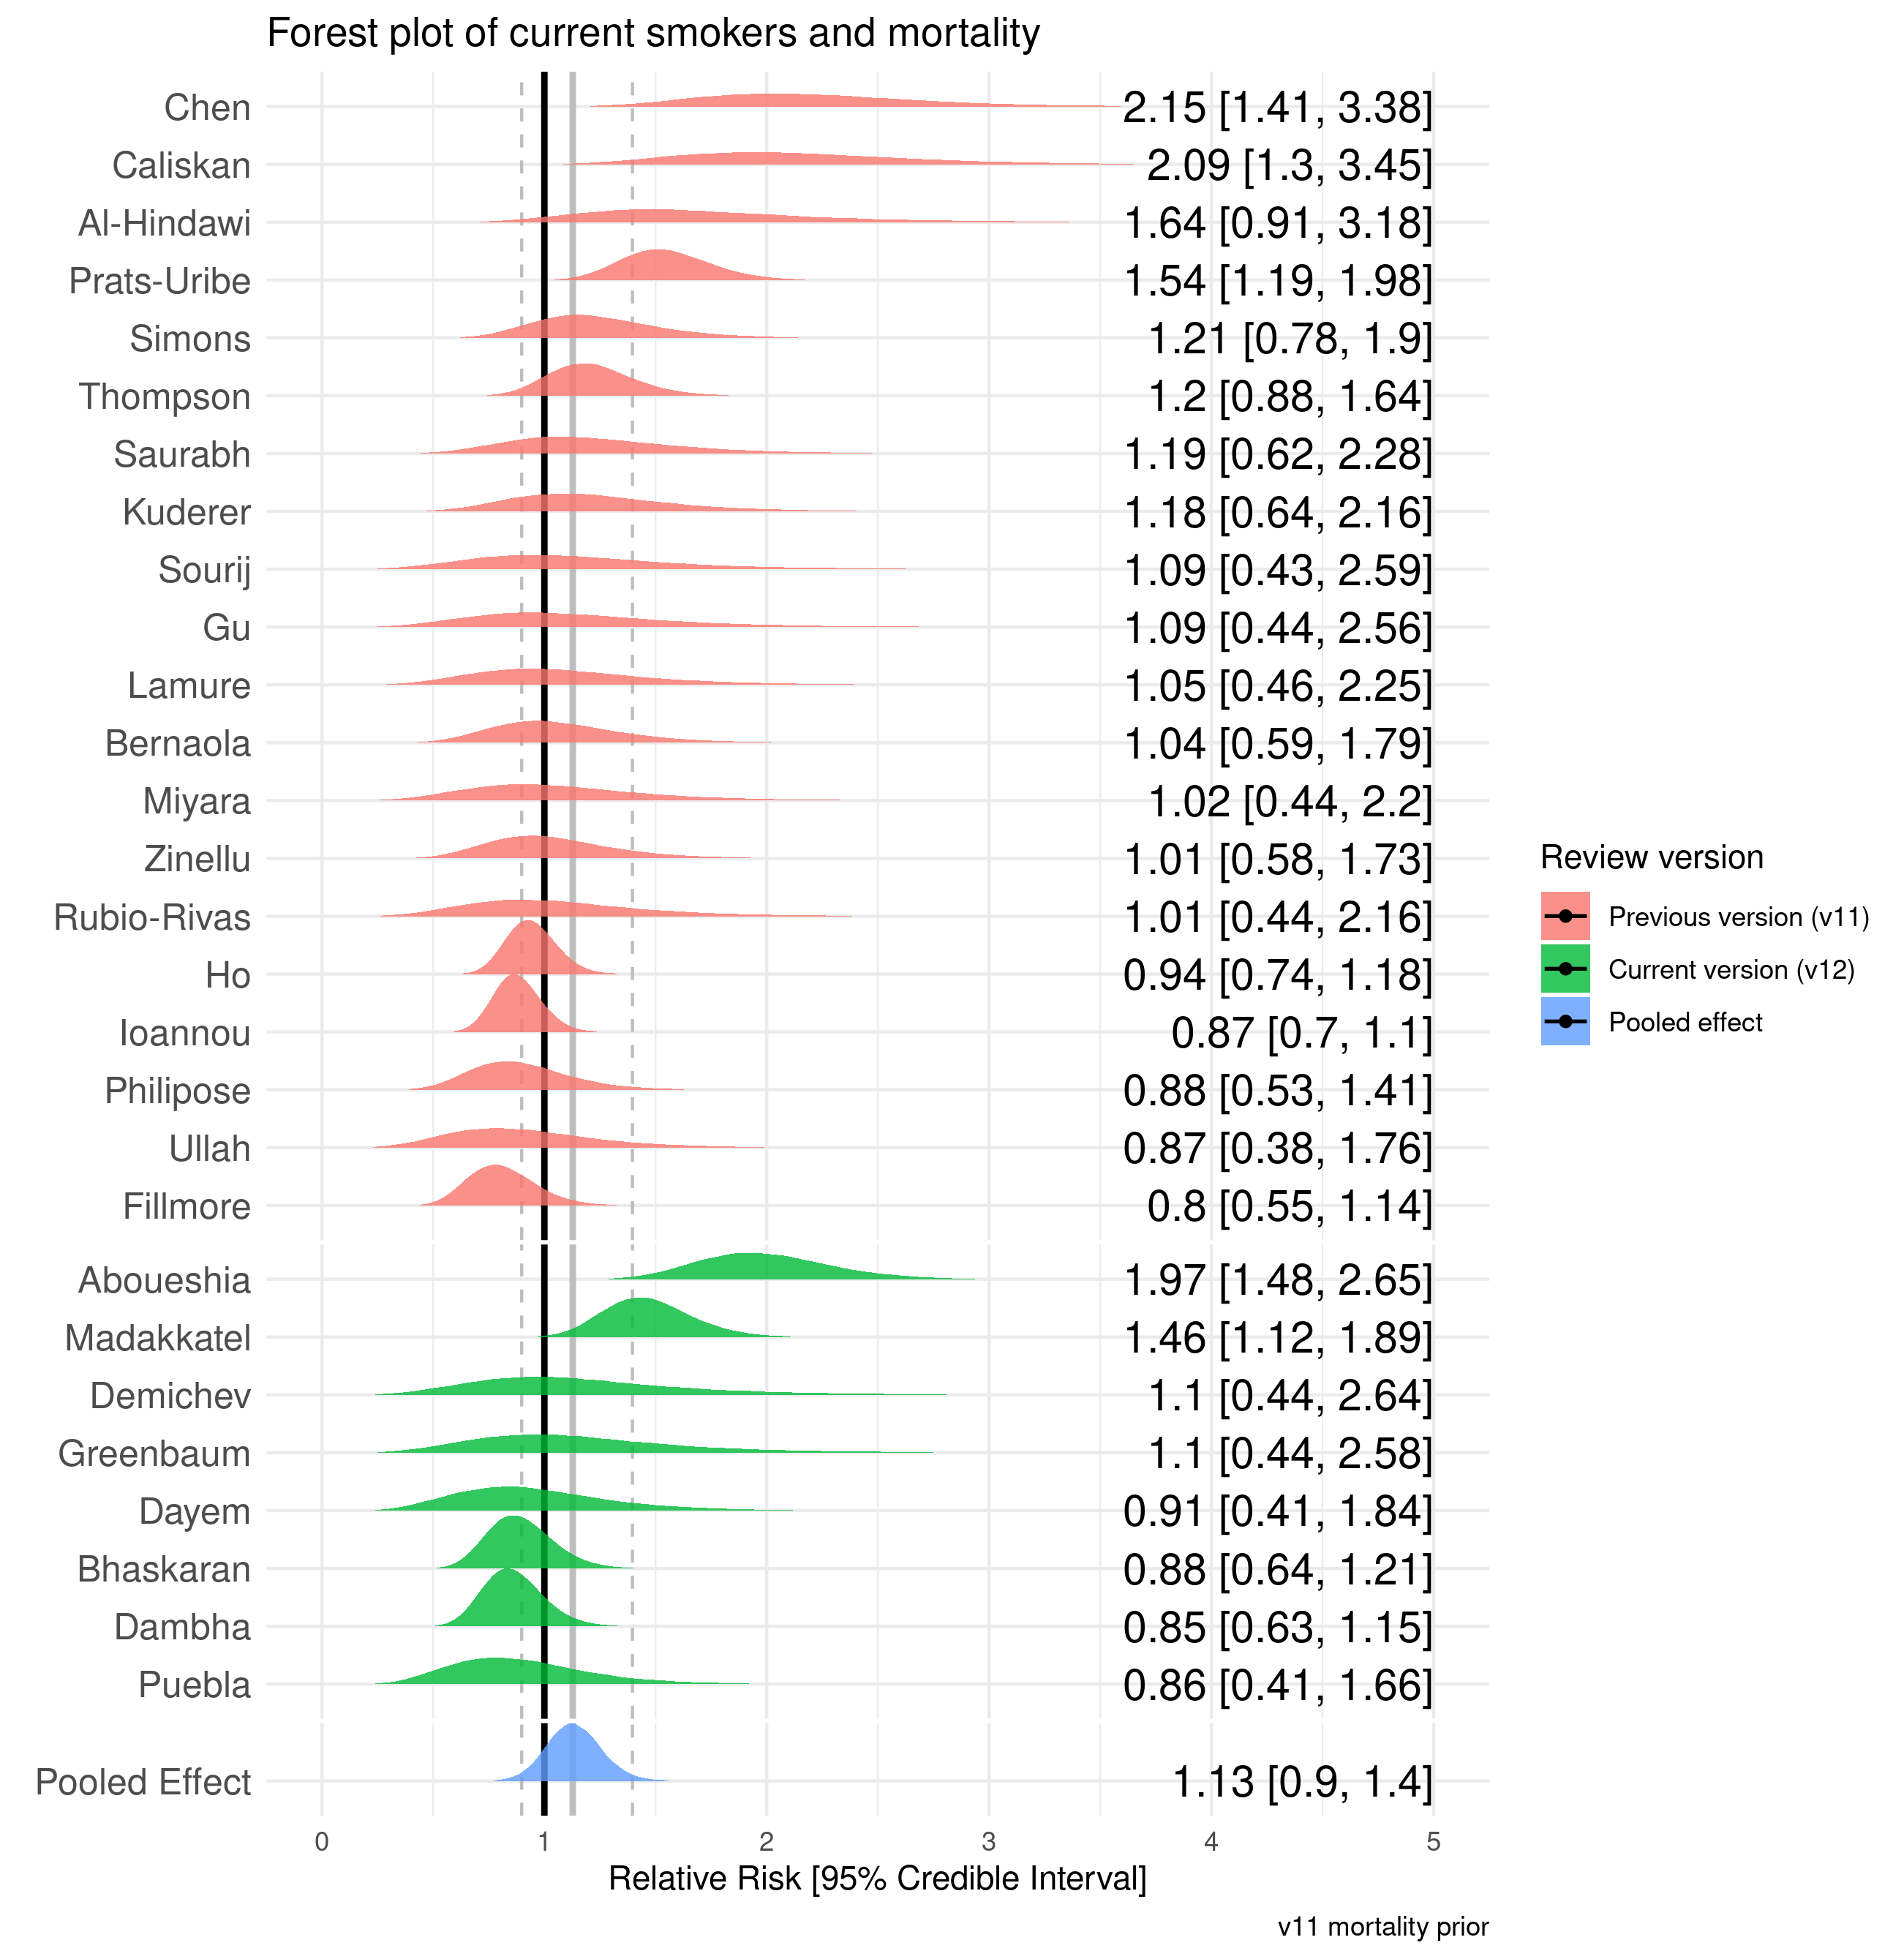 Forest plot of current smokers and mortality
Chen 2.15 [1.41, 3.38]
Caliskan 2.09 [1.3, 3.45]
Al-Hindawi 1.64 [0.91, 3.18]
Prats-Uribe 1.54 [1.19, 1.98]
Simons 1.21 [0.78, 1.9]
Thompson 1.2 [0.88, 1.64]
Saurabh 1.19 [0.62, 2.28]
Kuderer 1.18 [0.64, 2.16]
Sourij 1.09 [0.43, 2.59]
Gu 1.09 [0.44, 2.56]
Lamure 1.05 [0.46, 2.25]
Bernaola 1.04 [0.59, 1.79]
Miyara 1.02 [0.44, 2.2]
Zinellu 1.01 [0.58, 1.73]
Rubio-Rivas 1.01 [0.44, 2.16]
Ho 0.94 [0.74, 1.18]
Ioannou 0.87 [0.7, 1.1]
Philipose 0.88 [0.53, 1.41]
Ullah 0.87 [0.38, 1.76]
Fillmore 0.8 [0.55, 1.14]
Aboueshia 1.97 [1.48, 2.65]
Madakkatel 1.46 [1.12, 1.89]
Demichev 1.1 [0.44, 2.64]
Greenbaum 1.1 [0.44, 2.58]
Dayem 0.91 [0.41, 1.84]
Bhaskaran 0.88 [0.64, 1.21]
Dambha 0.85 [0.63, 1.15]
Puebla 0.86 [0.41, 1.66]
Pooled Effect 1.13 [0.9, 1.4]
0 1 2 3 4 5
Relative Risk [95% Credible Interval]
v11 mortality prior
Review version
Previous version (v11)
Current version (v12)
Pooled effect